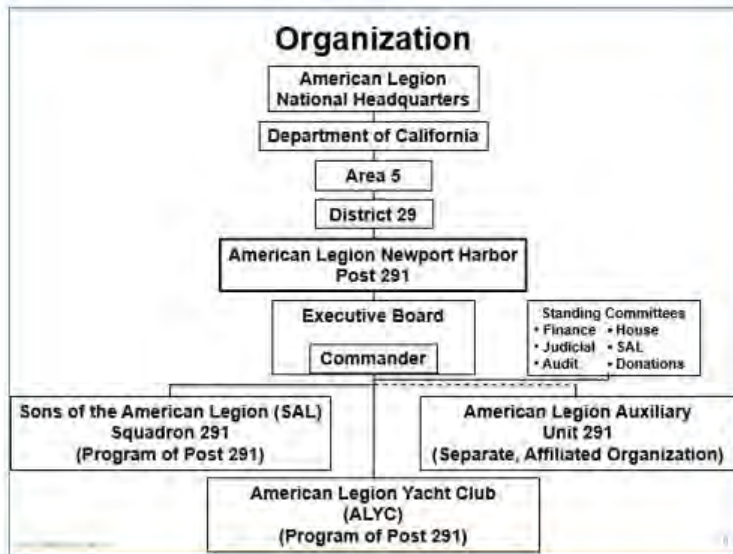 Organization
American Legion
National Headquarters
Department of California
Area 5
District 29
American Legion Newport Harbor
Post 291
Executive Board
Commander
Standing Committees
• Finance • House
• Judicial • SAL
• Audit • Donations
Sons of the American Legion (SAL)
Squadron 291
(Program of Post 291)
American Legion Auxiliary
Unit 291
(Separate, Affiliated Organization)
American Legion Yacht Club
(ALYC)
(Program of Post 291)